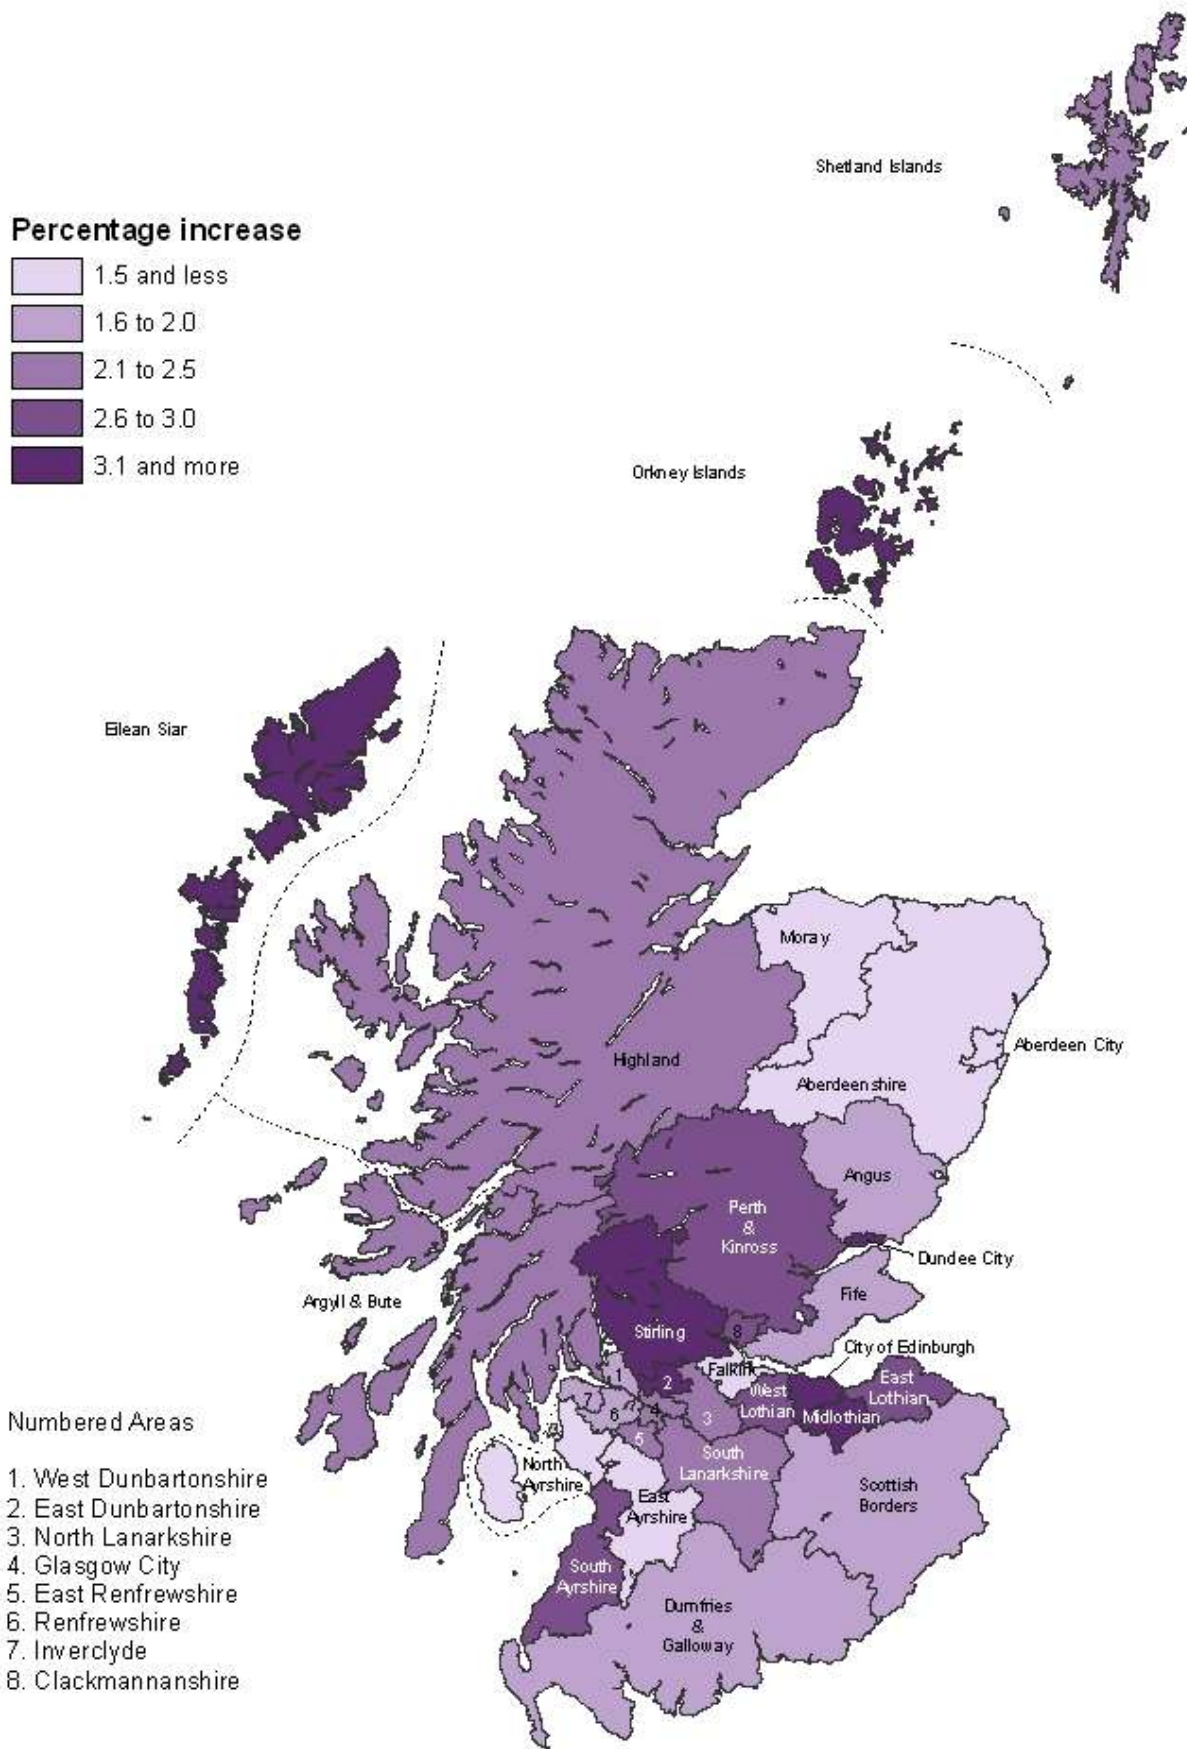 Shetland Islands
Percentage increase
1.5 and less
1.6 to 2.0
2.1 to 2.5
2.6 to 3.0
3.1 and more
Orkney Islands
Eilean Siar
Moray
Highland
Aberdeen City
Aberdeenshire
Angus
Perth
&
Kinross
Dundee City
Argyll & Bute
Fife
Stirling
8
City of Edinburgh
Falkirk
1
2
East
Lothian
West
Lothian
7
4
Midlothian
6
3
5
North
Ayrshire
South
Lanarkshire
East
Ayrshire
Scottish
Borders
South
Ayrshire
Dumfries
&
Galloway
Numbered Areas
1. West Dunbartonshire
2. East Dunbartonshire
3. North Lanarkshire
4. Glasgow City
5. East Renfrewshire
6. Renfrewshire
7. Inverclyde
8. Clackmannanshire